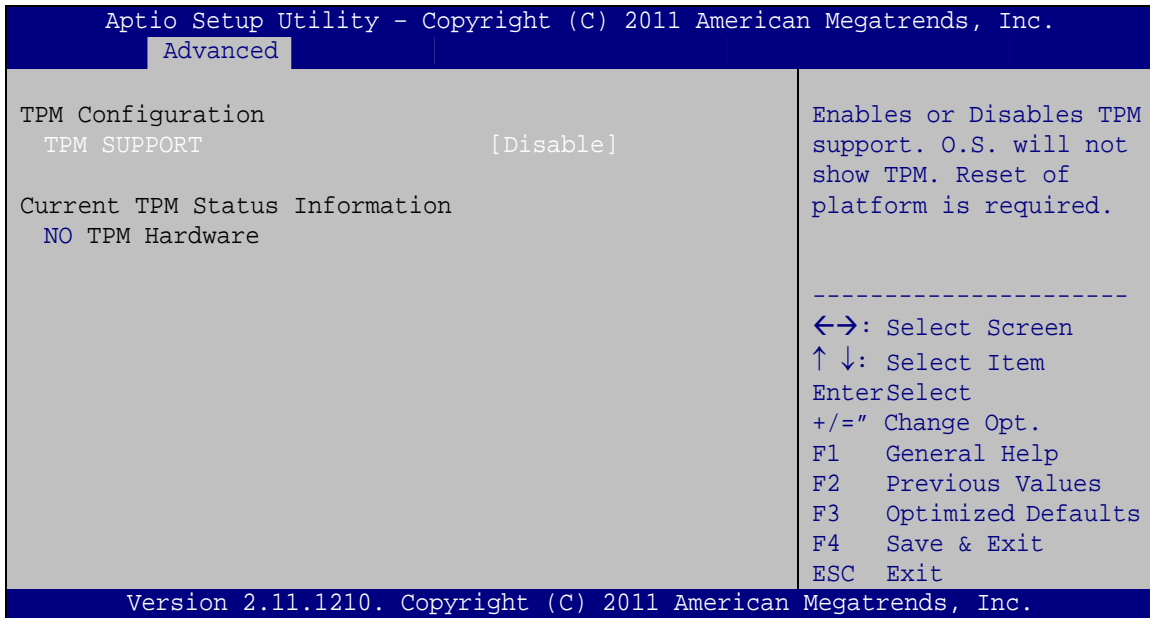 Aptio Setup Utility – Copyright (C) 2011 American Megatrends, Inc.
Advanced
TPM Configuration
TPM SUPPORT [Disable]
Current TPM Status Information
NO TPM Hardware
Enables or Disables TPM
support. O.S. will not
show TPM. Reset of
platform is required.
----------------------
←→: Select Screen
↑ ↓: Select Item
EnterSelect
+/=″ Change Opt.
F1 General Help
F2 Previous Values
F3 Optimized Defaults
F4 Save & Exit
ESC Exit
Version 2.11.1210. Copyright (C) 2011 American Megatrends, Inc.